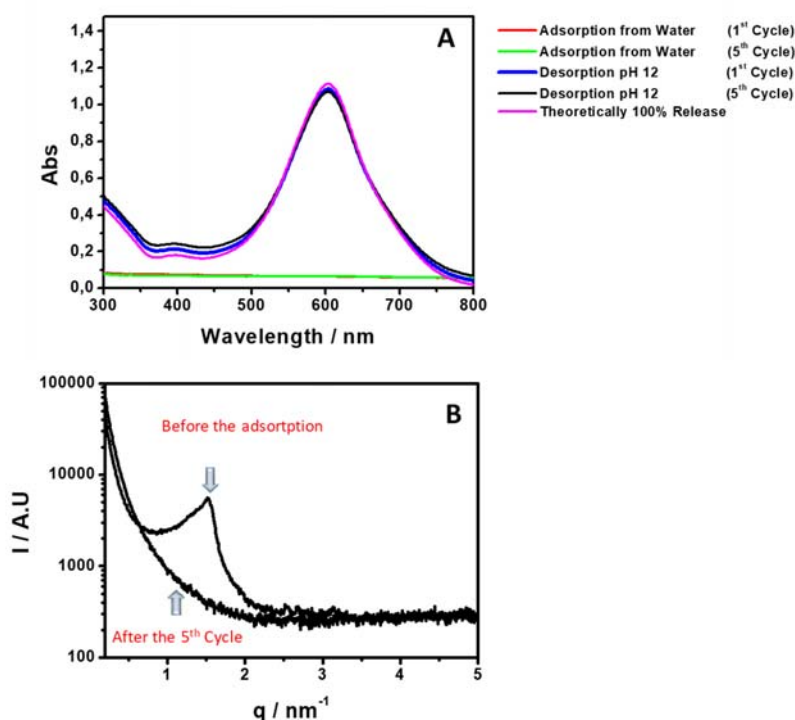 A
Abs
1,4
1,2
1,0
0,8
0,6
0,4
0,2
0,0
300 400 500 600 700 800
Wavelength / nm
Adsorption from Water (1st Cycle)
Adsorption from Water (5th Cycle)
Desorption pH 12 (1st Cycle)
Desorption pH 12 (5th Cycle)
Theoretically 100% Release
B
I / A.U
100000
10000
1000
100
Before the adsortption
After the 5th Cycle
1 2 3 4 5
q / nm-1